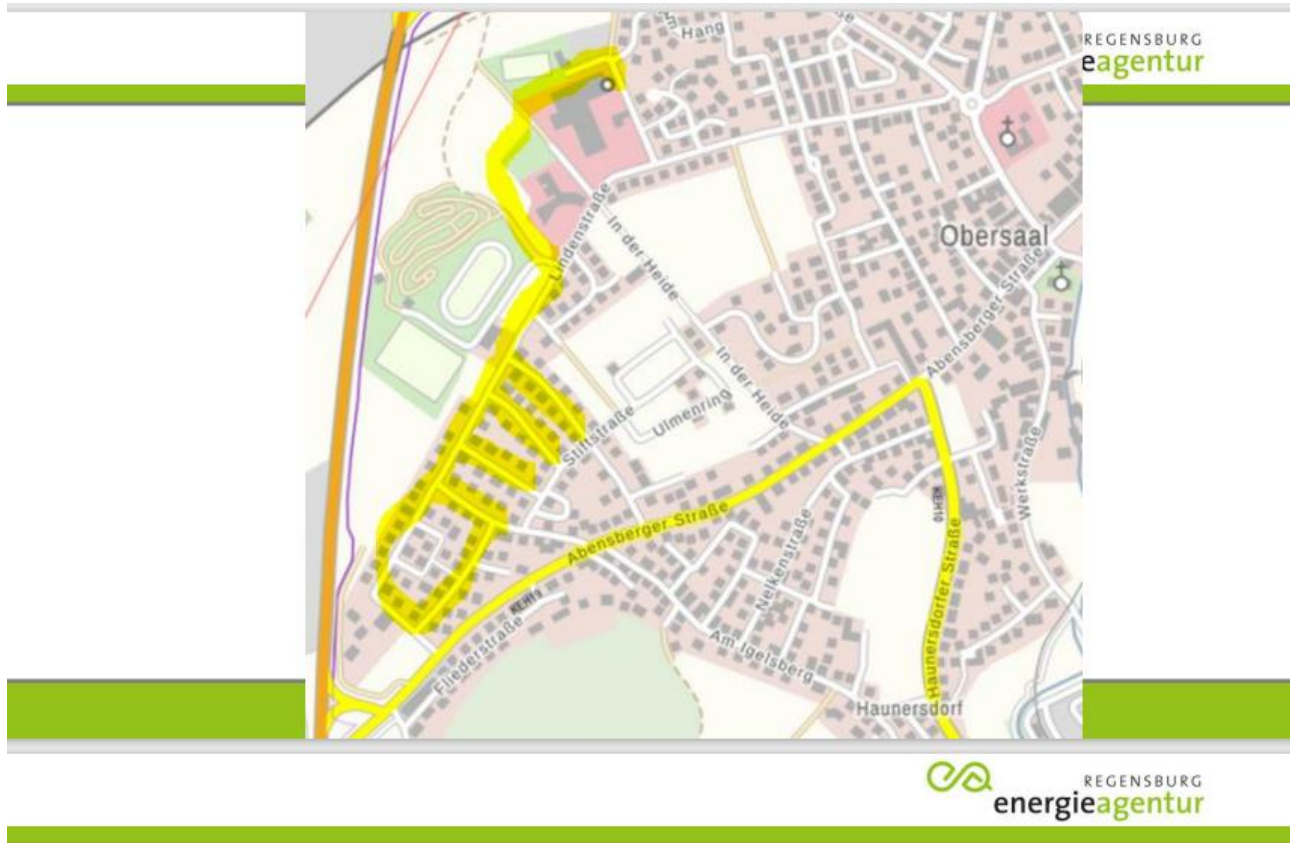 Hang
REGENSBURG
eagentur
Lindenstraße
In der Heide
Obersaal
Abensberger Straße
In der Heide
Ulmenring
Stiftstraße
Werkstraße
KEH10
Abensberger Straße
Nelkenstraße
Haunersdorfer Straße
Fliederstraße
Am Igelsberg
Haunersdorf
REGENSBURG
energieagentur